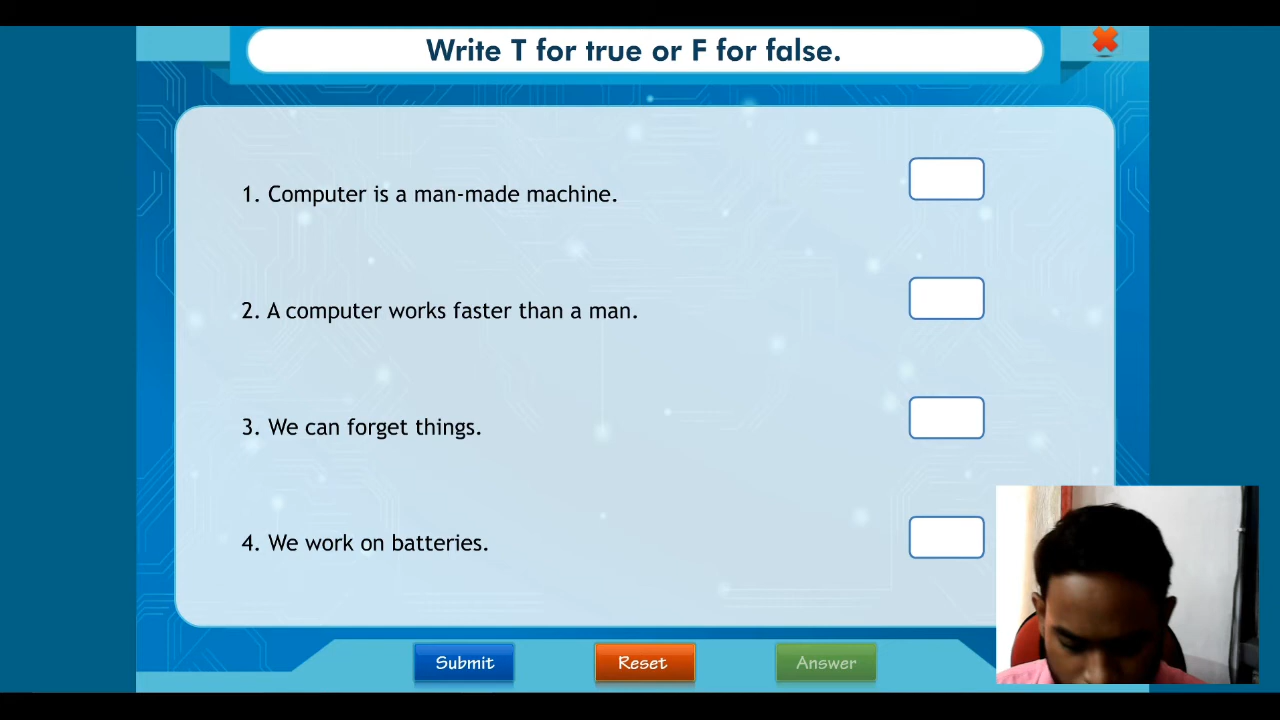 Write T for true or F for false.
1. Computer is a man-made machine.
2. A computer works faster than a man.
3. We can forget things.
4. We work on batteries.
Submit
Reset
Answer